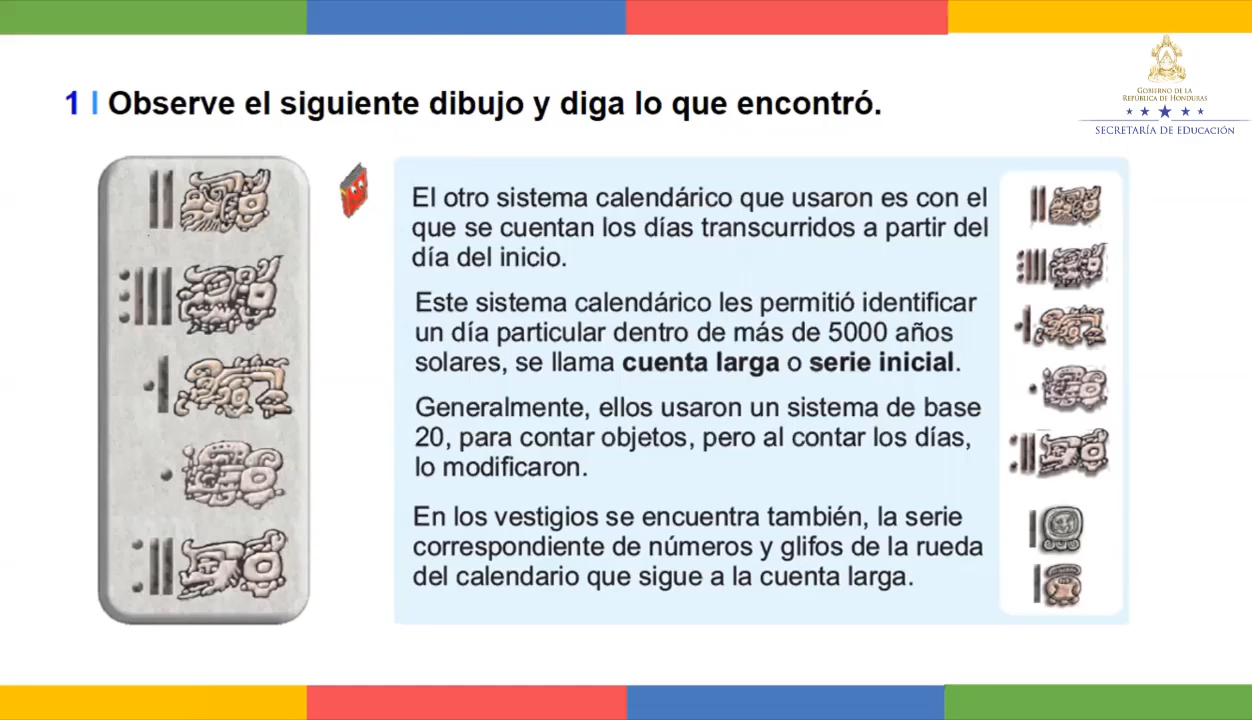 GOBIERNO DE LA
REPÚBLICA DE HONDURAS
SECRETARÍA DE EDUCACIÓN
1 | Observe el siguiente dibujo y diga lo que encontró.
El otro sistema calendárico que usaron es con el
que se cuentan los días transcurridos a partir del
día del inicio.
Este sistema calendárico les permitió identificar
un día particular dentro de más de 5000 años
solares, se llama cuenta larga o serie inicial.
Generalmente, ellos usaron un sistema de base
20, para contar objetos, pero al contar los días,
lo modificaron.
En los vestigios se encuentra también, la serie
correspondiente de números y glifos de la rueda
del calendario que sigue a la cuenta larga.